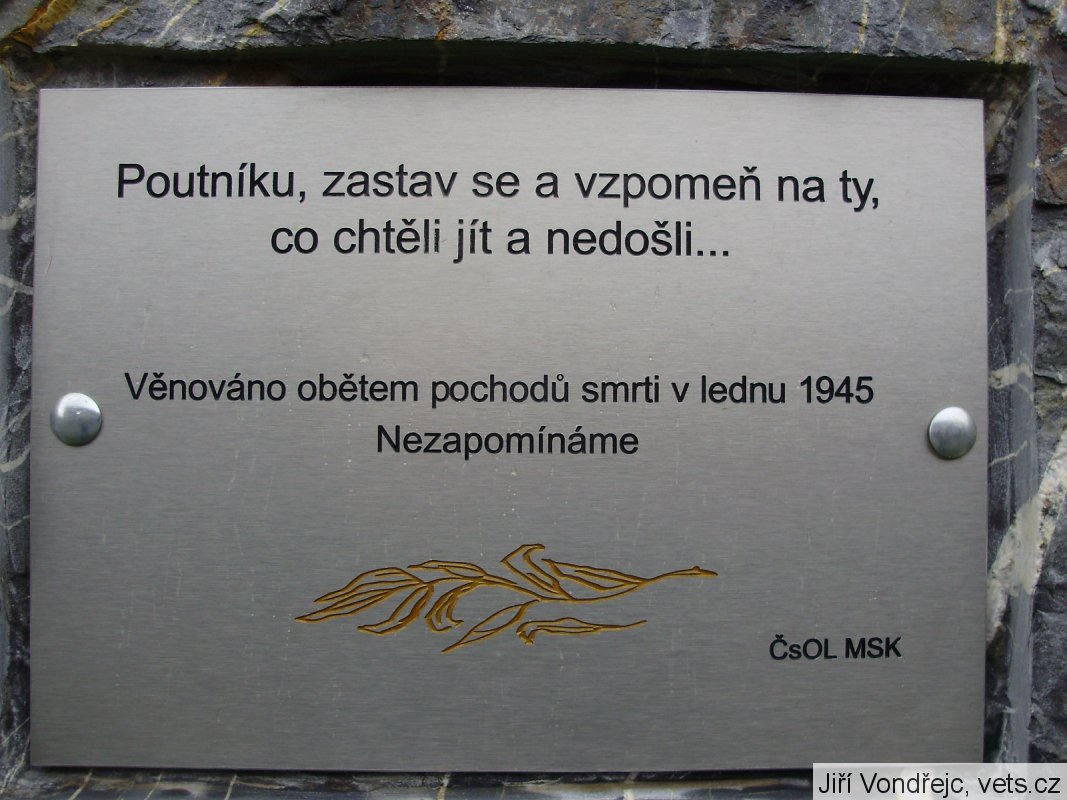 Poutníku, zastav se a vzpomeň na ty,
co chtěli jít a nedošli...
Věnováno obětem pochodů smrti v lednu 1945
Nezapomínáme
ČsOL MSK
Jiří Vondřejc, vets.cz